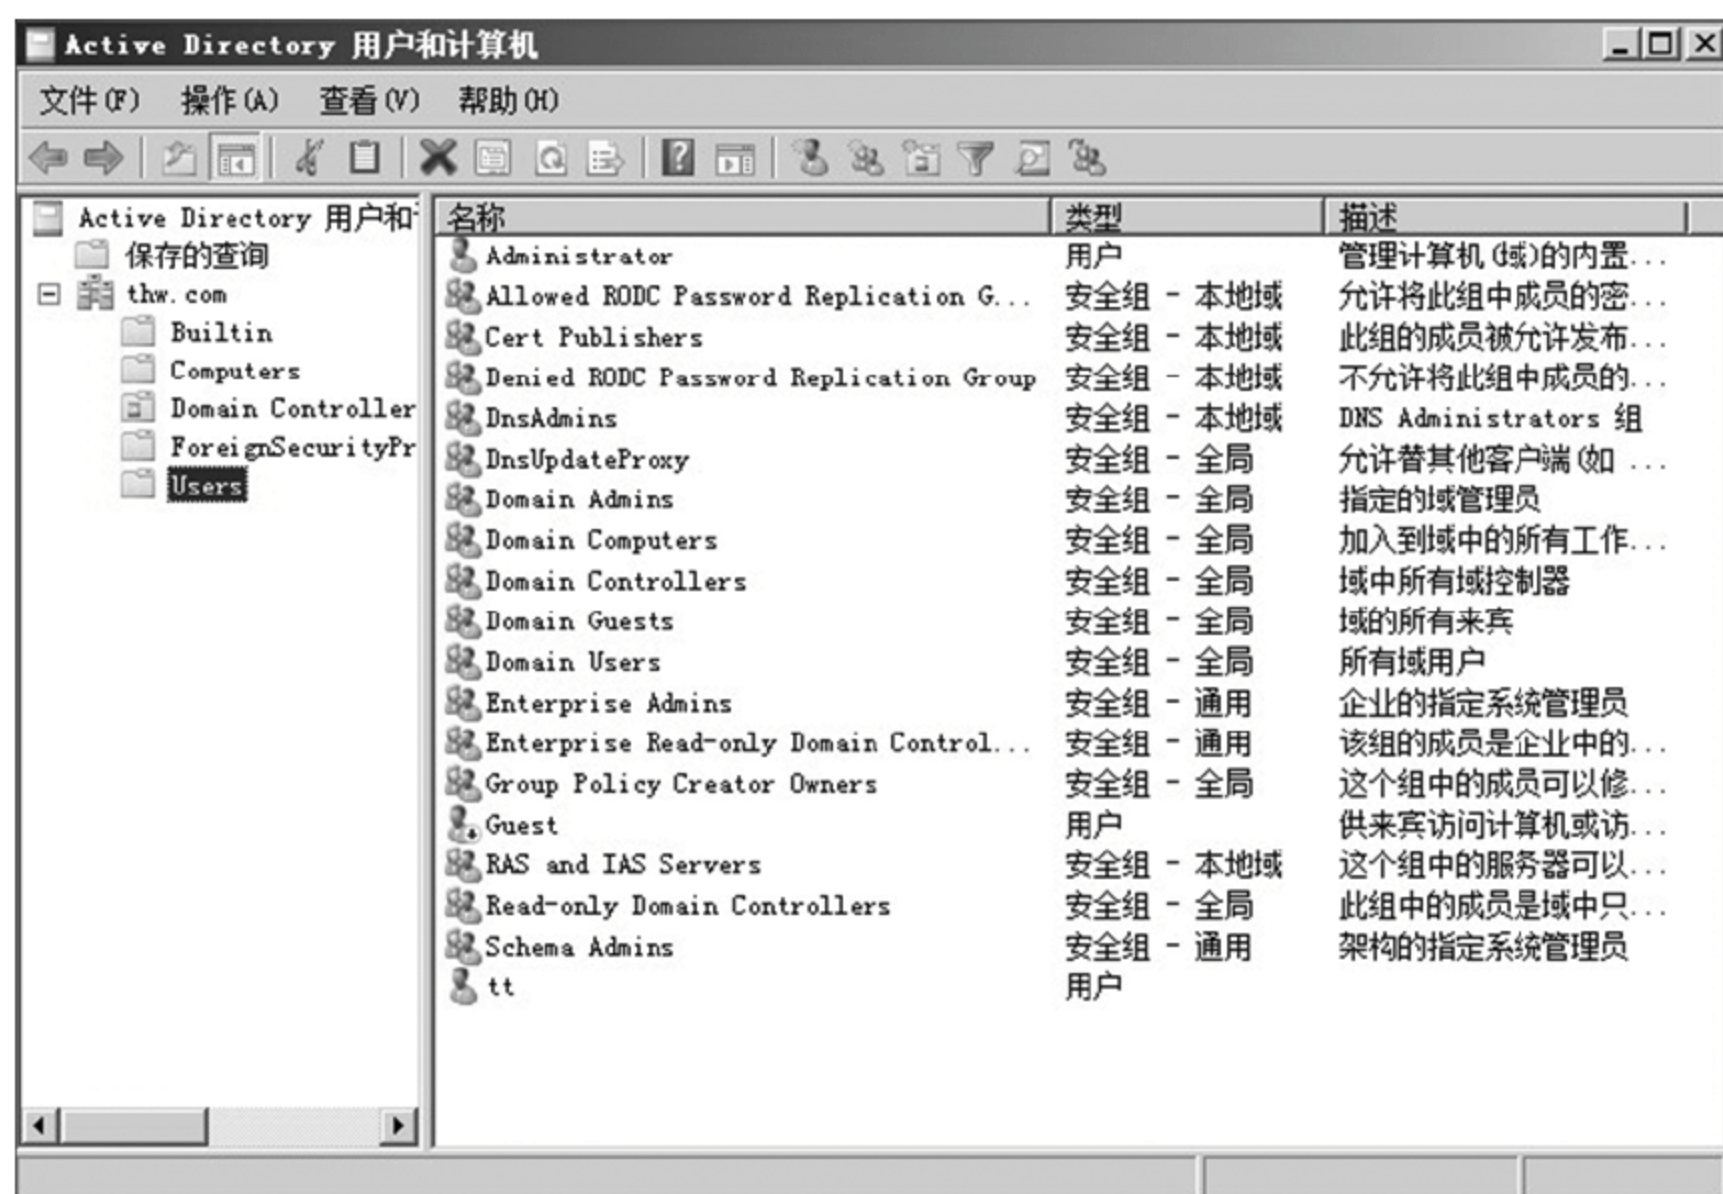 Active Directory 用户和计算机
文件(F) 操作(A) 查看(V) 帮助(H)
Active Directory 用户和
保存的查询
thw.com
Builtin
Computers
Domain Controller
ForeignSecurityPr
Users
名称 类型 描述
Administrator 用户 管理计算机(域)的内置...
Allowed RODC Password Replication G... 安全组 - 本地域 允许将此组中成员的密...
Cert Publishers 安全组 - 本地域 此组的成员被允许发布...
Denied RODC Password Replication Group 安全组 - 本地域 不允许将此组中成员的...
DnsAdmins 安全组 - 本地域 DNS Administrators 组
DnsUpdateProxy 安全组 - 全局 允许替其他客户端(如 ...
Domain Admins 安全组 - 全局 指定的域管理员
Domain Computers 安全组 - 全局 加入到域中的所有工作...
Domain Controllers 安全组 - 全局 域中所有域控制器
Domain Guests 安全组 - 全局 域的所有来宾
Domain Users 安全组 - 全局 所有域用户
Enterprise Admins 安全组 - 通用 企业的指定系统管理员
Enterprise Read-only Domain Control... 安全组 - 通用 该组的成员是企业中的...
Group Policy Creator Owners 安全组 - 全局 这个组中的成员可以修...
Guest 用户 供来宾访问计算机或访...
RAS and IAS Servers 安全组 - 本地域 这个组中的服务器可以...
Read-only Domain Controllers 安全组 - 全局 此组中的成员是域中只...
Schema Admins 安全组 - 通用 架构的指定系统管理员
tt 用户